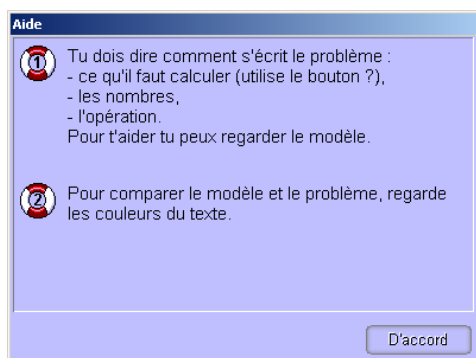 Aide
1 Tu dois dire comment s'écrit le problème :
- ce qu'il faut calculer (utilise le bouton ?),
- les nombres,
- l'opération.
Pour t'aider tu peux regarder le modèle.
2 Pour comparer le modèle et le problème, regarde
les couleurs du texte.
D'accord